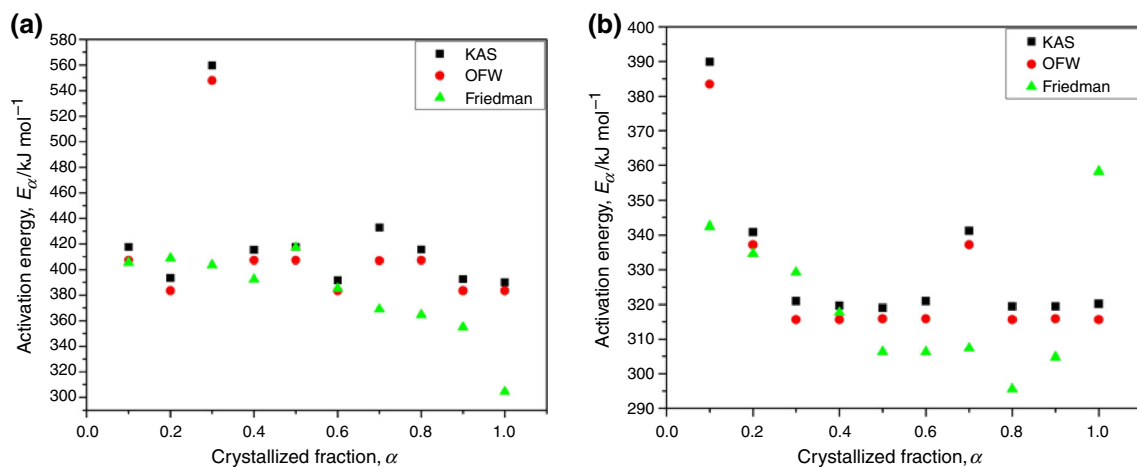 (a)
580
560
540
520
500
480
460
440
420
400
380
360
340
320
300
Activation energy, Eα/kJ mol−1
KAS
OFW
Friedman
0.0 0.2 0.4 0.6 0.8 1.0
Crystallized fraction, α
(b)
400
390
380
370
360
350
340
330
320
310
300
290
Activation energy, Eα/kJ mol−1
KAS
OFW
Friedman
0.0 0.2 0.4 0.6 0.8 1.0
Crystallized fraction, α